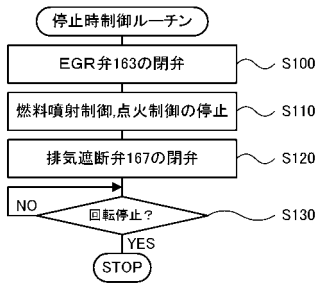 停止時制御ルーチン
EGR弁163の閉弁
S100
燃料噴射制御,点火制御の停止
S110
排気遮断弁167の閉弁
S120
NO
回転停止?
S130
YES
STOP